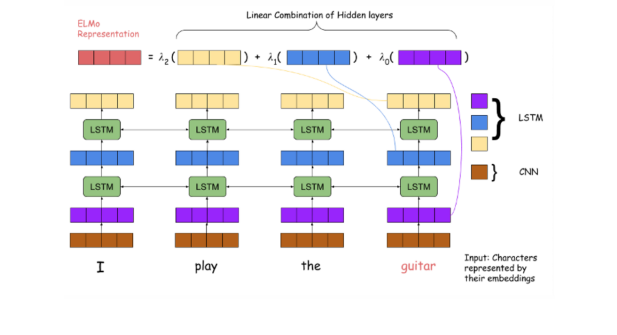 Linear Combination of Hidden layers
ELMo
Representation
= λ₂( ) + λ₁( ) + λ₀( )
LSTM LSTM LSTM LSTM
LSTM
LSTM LSTM LSTM LSTM
CNN
I play the guitar
Input: Characters
represented by
their embeddings